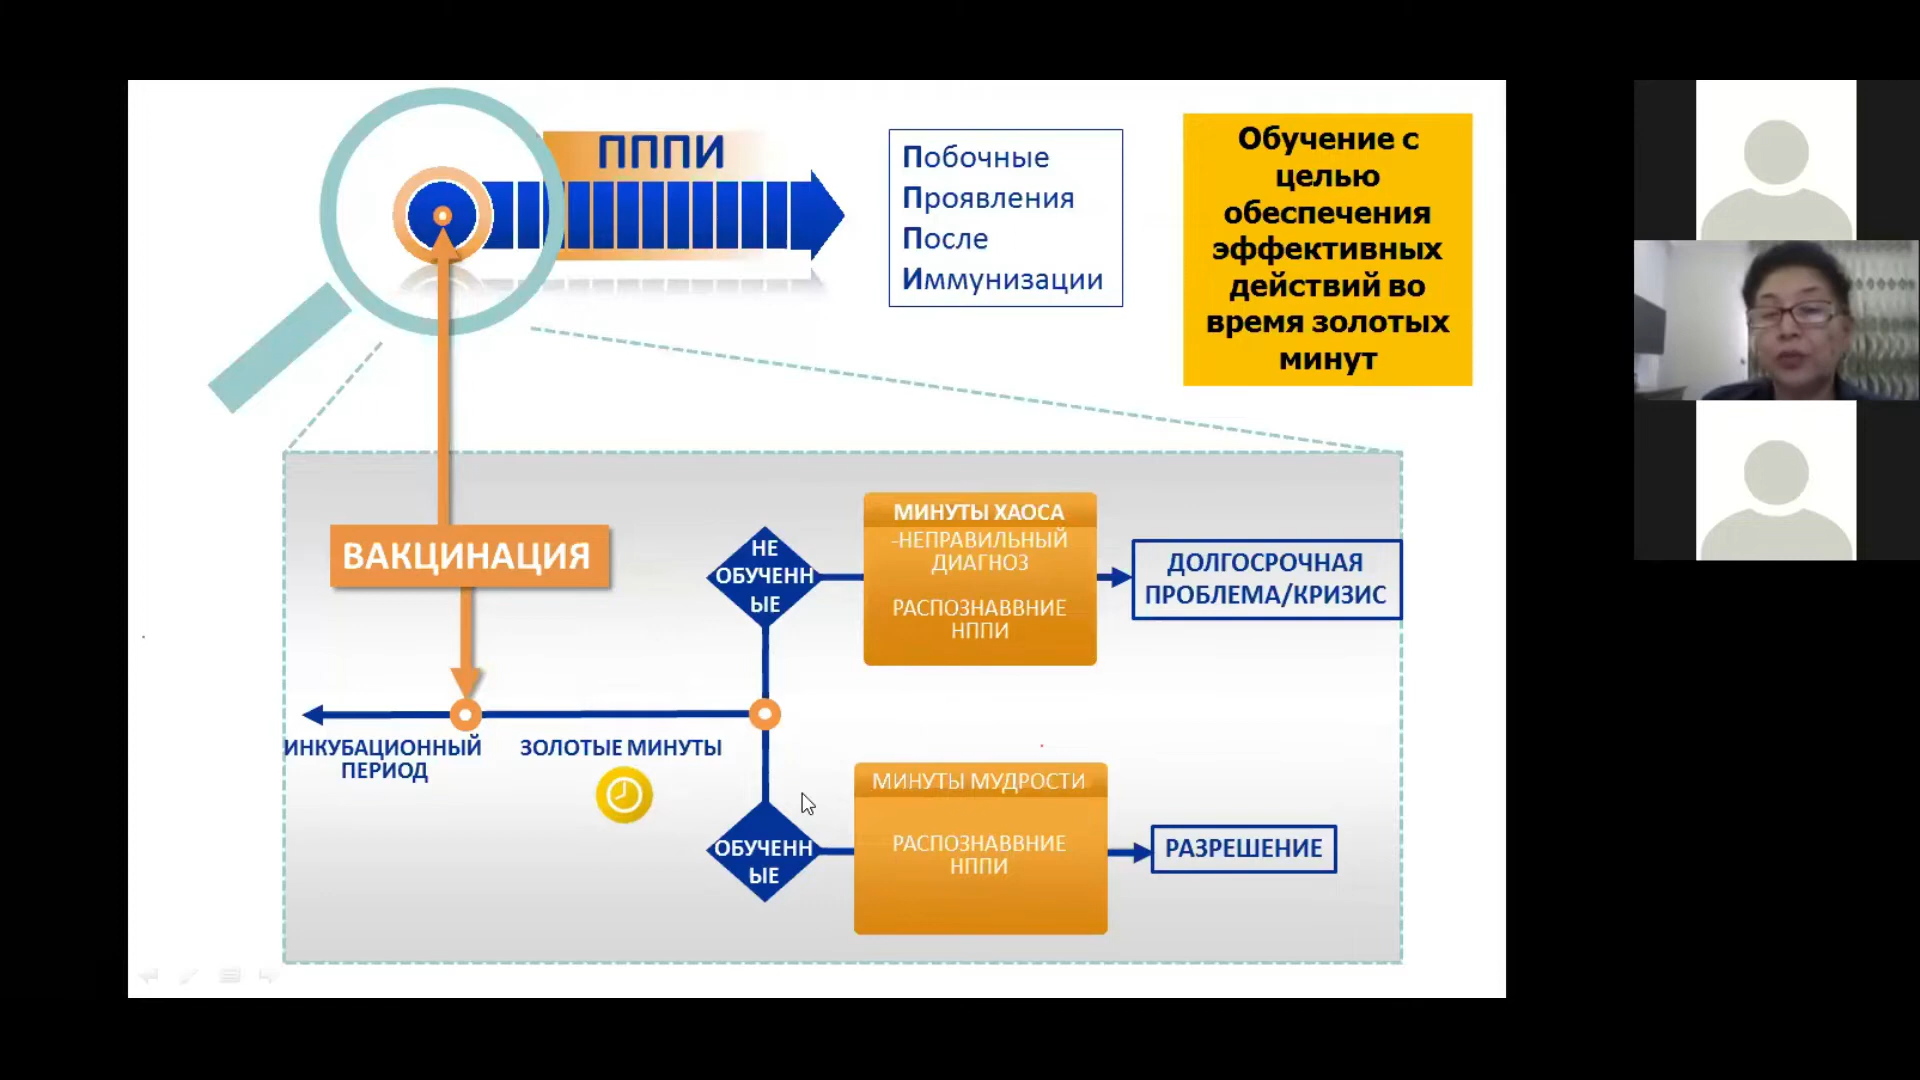 ПППИ
Побочные
Проявления
После
Иммунизации
Обучение с
целью
обеспечения
эффективных
действий во
время золотых
минут
ВАКЦИНАЦИЯ
ИНКУБАЦИОННЫЙ
ПЕРИОД
ЗОЛОТЫЕ МИНУТЫ
НЕ
ОБУЧЕНН
ЫЕ
МИНУТЫ ХАОСА
-НЕПРАВИЛЬНЫЙ
ДИАГНОЗ
РАСПОЗНАВВНИЕ
НППИ
ДОЛГОСРОЧНАЯ
ПРОБЛЕМА/КРИЗИС
ОБУЧЕНН
ЫЕ
МИНУТЫ МУДРОСТИ
РАСПОЗНАВВНИЕ
НППИ
РАЗРЕШЕНИЕ